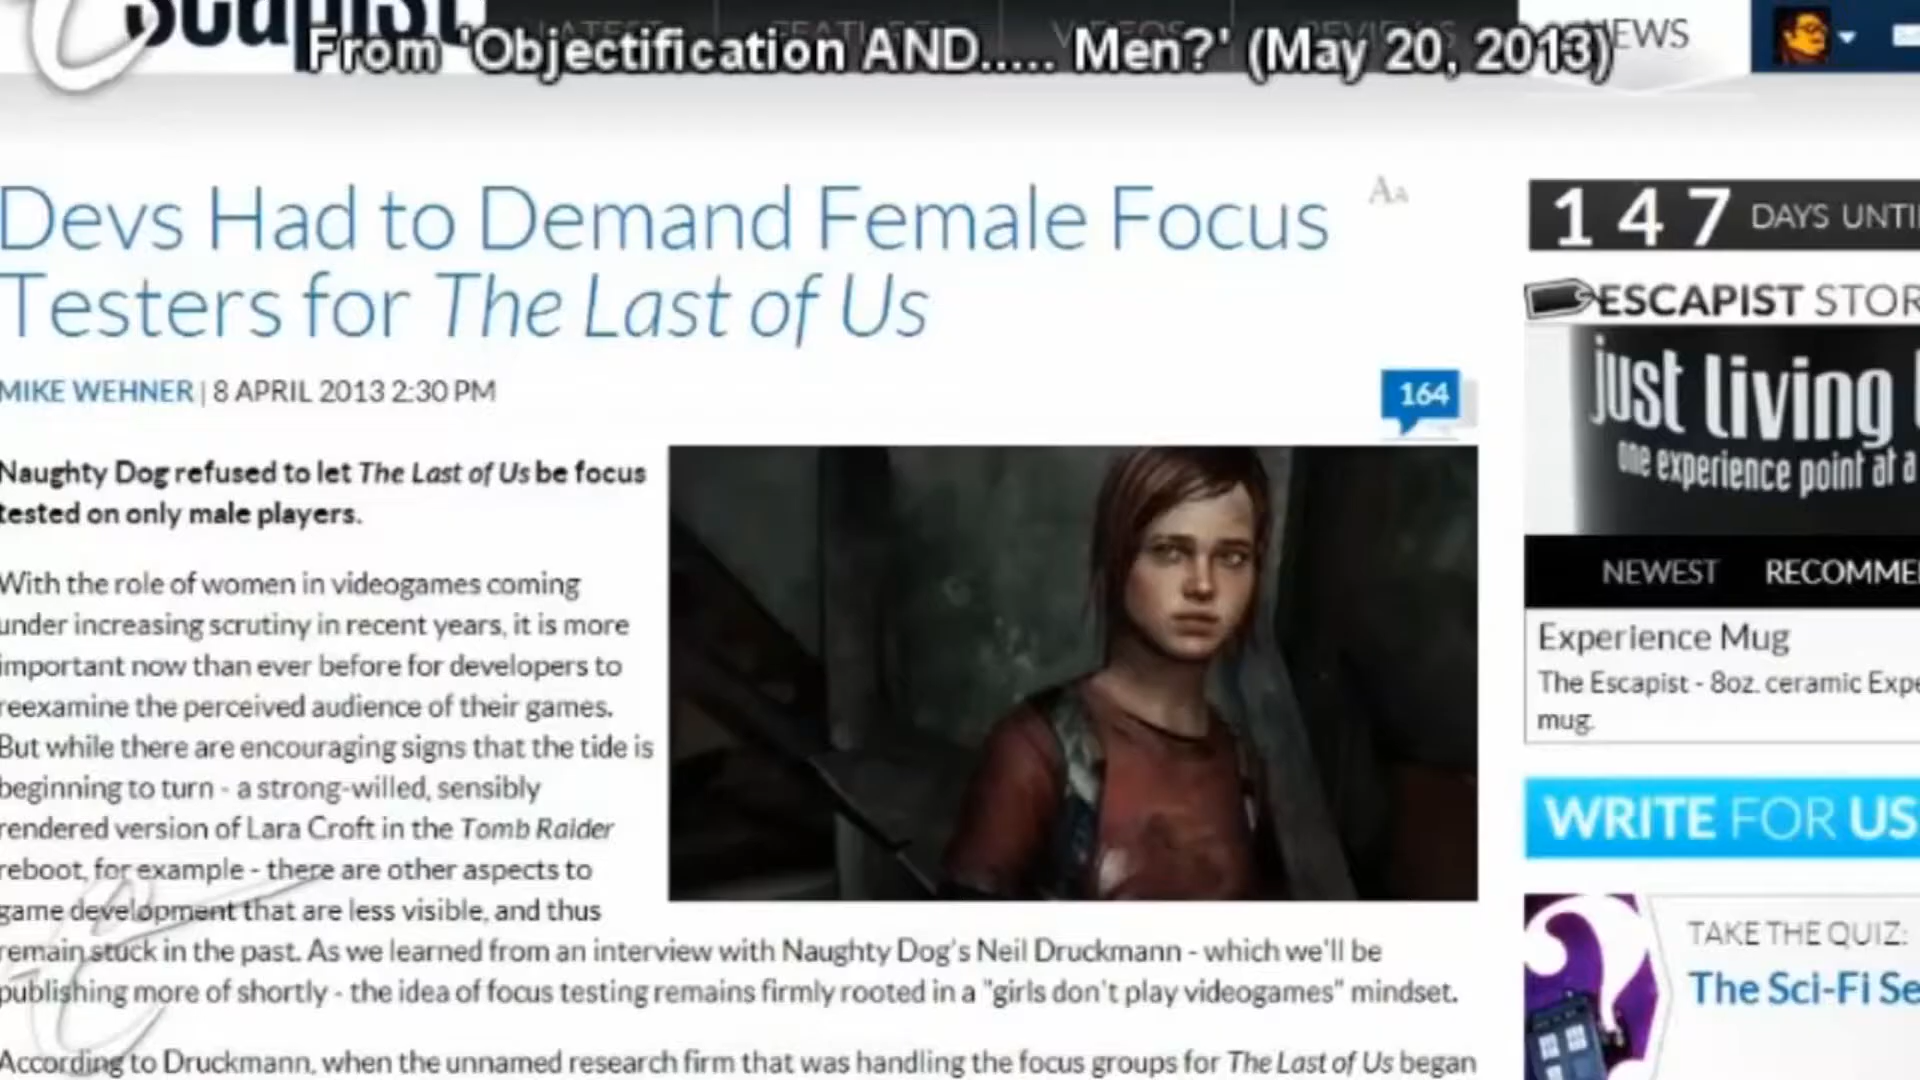 Escapist
LATEST FEATURES VIDEOS REVIEWS NEWS
From 'Objectification AND..... Men?' (May 20, 2013)
Devs Had to Demand Female Focus
Testers for The Last of Us
AA
MIKE WEHNER | 8 APRIL 2013 2:30 PM
164
Naughty Dog refused to let The Last of Us be focus
tested on only male players.
With the role of women in videogames coming
under increasing scrutiny in recent years, it is more
important now than ever before for developers to
reexamine the perceived audience of their games.
But while there are encouraging signs that the tide is
beginning to turn - a strong-willed, sensibly
rendered version of Lara Croft in the Tomb Raider
reboot, for example - there are other aspects to
game development that are less visible, and thus
remain stuck in the past. As we learned from an interview with Naughty Dog's Neil Druckmann - which we'll be
publishing more of shortly - the idea of focus testing remains firmly rooted in a "girls don't play videogames" mindset.
According to Druckmann, when the unnamed research firm that was handling the focus groups for The Last of Us began
147 DAYS UNTIL
ESCAPIST STOR
just living
one experience point at a
NEWEST RECOMME
Experience Mug
The Escapist - 8oz. ceramic Expe
mug.
WRITE FOR US
TAKE THE QUIZ:
The Sci-Fi Se